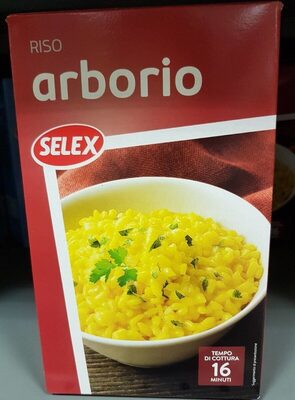 RISO
arborio
SELEX
TEMPO
DI COTTURA
16
MINUTI